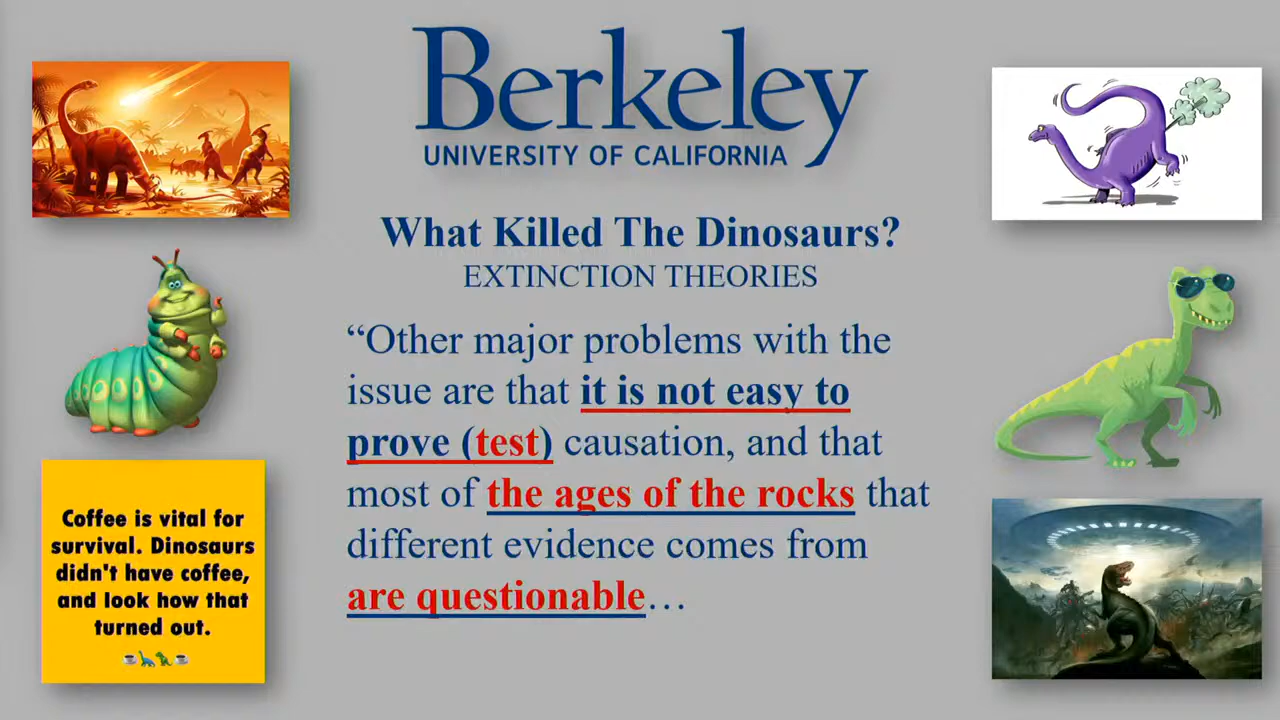 Berkeley
UNIVERSITY OF CALIFORNIA
What Killed The Dinosaurs?
EXTINCTION THEORIES
“Other major problems with the
issue are that it is not easy to
prove (test) causation, and that
most of the ages of the rocks that
different evidence comes from
are questionable…
Coffee is vital for
survival. Dinosaurs
didn't have coffee,
and look how that
turned out.